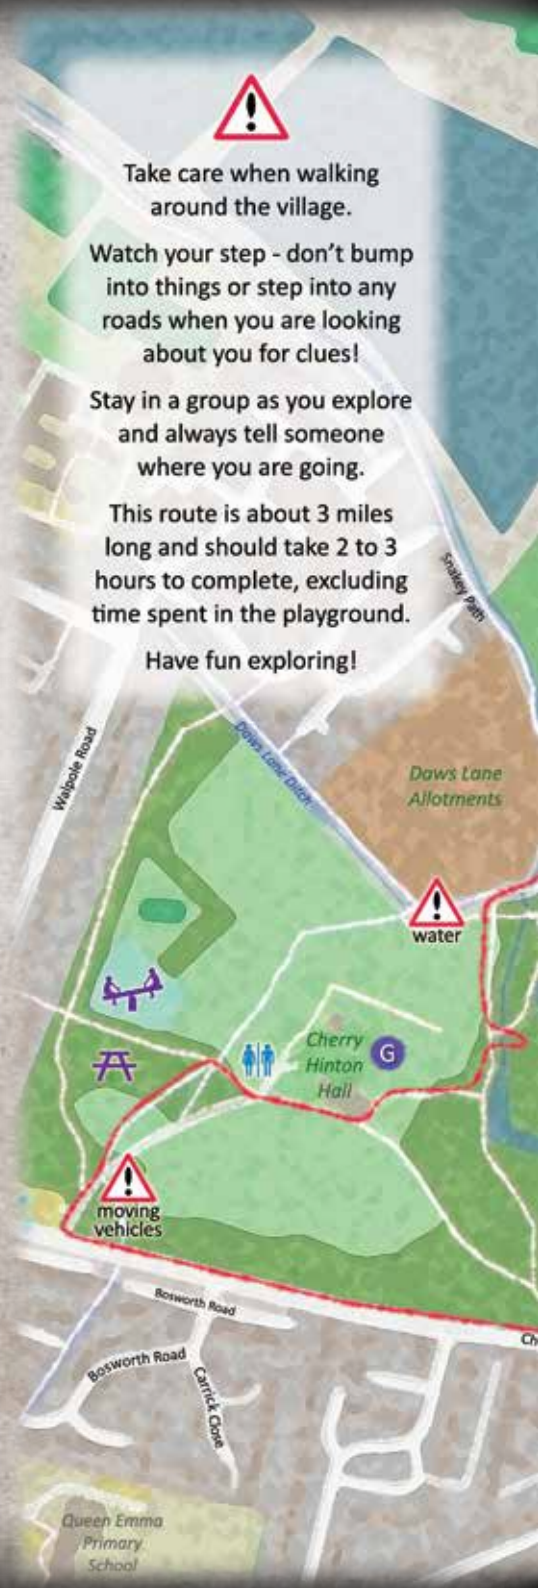 Take care when walking
around the village.
Watch your step - don't bump
into things or step into any
roads when you are looking
about you for clues!
Stay in a group as you explore
and always tell someone
where you are going.
This route is about 3 miles
long and should take 2 to 3
hours to complete, excluding
time spent in the playground.
Have fun exploring!
Snakey Path
Walpole Road
Daws Lane Ditch
Daws Lane
Allotments
water
Cherry
Hinton
Hall
G
moving
vehicles
Bosworth Road
Bosworth Road
Carrick Close
Ch
Queen Emma
Primary
School